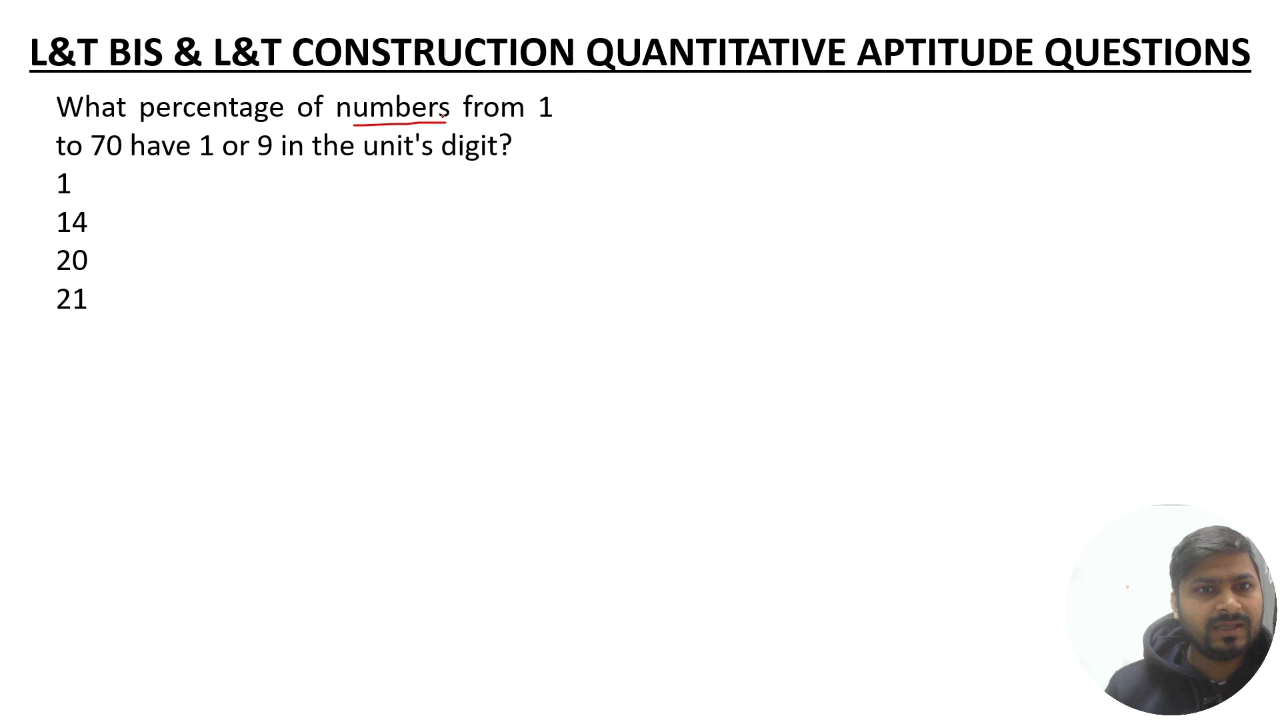 L&T BIS & L&T CONSTRUCTION QUANTITATIVE APTITUDE QUESTIONS
What percentage of numbers from 1
to 70 have 1 or 9 in the unit's digit?
1
14
20
21